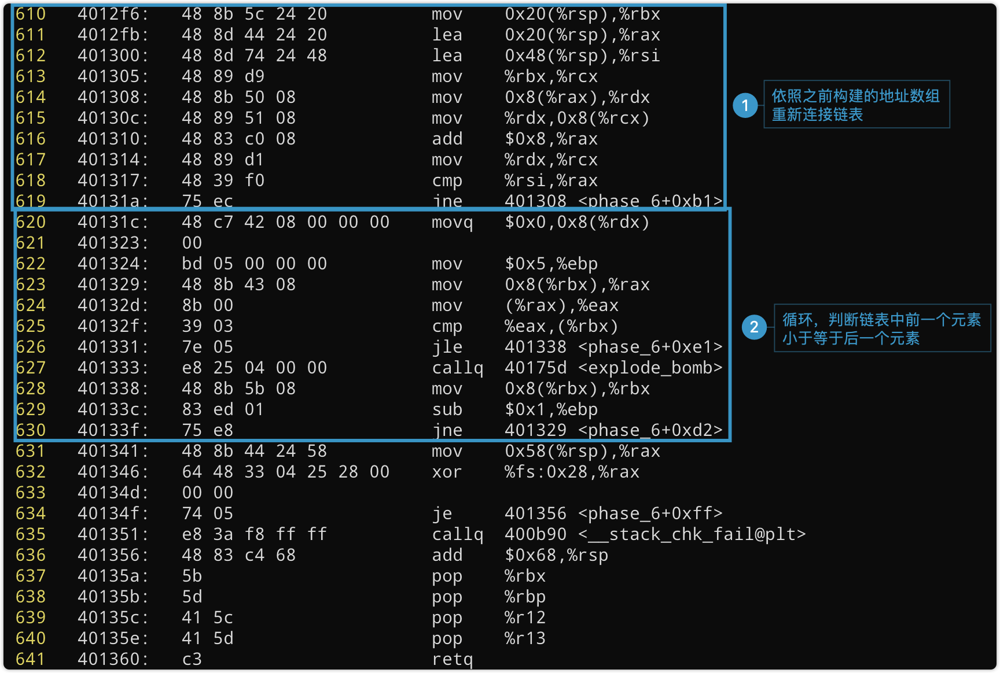 610 4012f6: 48 8b 5c 24 20 mov 0x20(%rsp),%rbx
611 4012fb: 48 8d 44 24 20 lea 0x20(%rsp),%rax
612 401300: 48 8d 74 24 48 lea 0x48(%rsp),%rsi
613 401305: 48 89 d9 mov %rbx,%rcx
614 401308: 48 8b 50 08 mov 0x8(%rax),%rdx
615 40130c: 48 89 51 08 mov %rdx,0x8(%rcx)
616 401310: 48 83 c0 08 add $0x8,%rax
617 401314: 48 89 d1 mov %rdx,%rcx
618 401317: 48 39 f0 cmp %rsi,%rax
619 40131a: 75 ec jne 401308 <phase_6+0xb1>
1
依照之前构建的地址数组
重新连接链表
620 40131c: 48 c7 42 08 00 00 00 movq $0x0,0x8(%rdx)
621 401323: 00
622 401324: bd 05 00 00 00 mov $0x5,%ebp
623 401329: 48 8b 43 08 mov 0x8(%rbx),%rax
624 40132d: 8b 00 mov (%rax),%eax
625 40132f: 39 03 cmp %eax,(%rbx)
626 401331: 7e 05 jle 401338 <phase_6+0xe1>
627 401333: e8 25 04 00 00 callq 40175d <explode_bomb>
628 401338: 48 8b 5b 08 mov 0x8(%rbx),%rbx
629 40133c: 83 ed 01 sub $0x1,%ebp
630 40133f: 75 e8 jne 401329 <phase_6+0xd2>
2
循环，判断链表中前一个元素
小于等于后一个元素
631 401341: 48 8b 44 24 58 mov 0x58(%rsp),%rax
632 401346: 64 48 33 04 25 28 00 xor %fs:0x28,%rax
633 40134d: 00 00
634 40134f: 74 05 je 401356 <phase_6+0xff>
635 401351: e8 3a f8 ff ff callq 400b90 <__stack_chk_fail@plt>
636 401356: 48 83 c4 68 add $0x68,%rsp
637 40135a: 5b pop %rbx
638 40135b: 5d pop %rbp
639 40135c: 41 5c pop %r12
640 40135e: 41 5d pop %r13
641 401360: c3 retq